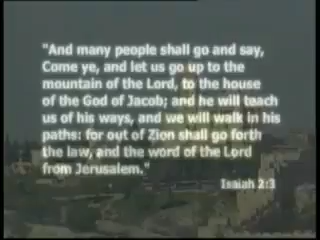 "And many people shall go and say,
Come ye, and let us go up to the
mountain of the Lord, to the house
of the God of Jacob; and he will teach
us of his ways, and we will walk in his
paths: for out of Zion shall go forth
the law, and the word of the Lord
from Jerusalem."
Isaiah 2:3